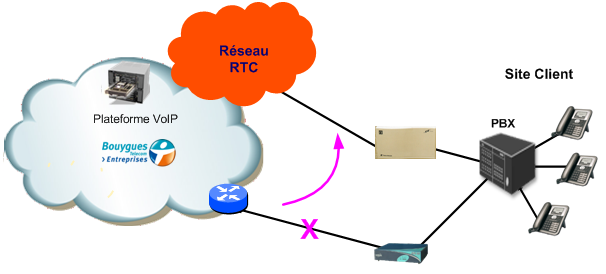 Réseau
RTC
Site Client
Plateforme VoIP
PBX
Bouygues
Telecom
Entreprises
X